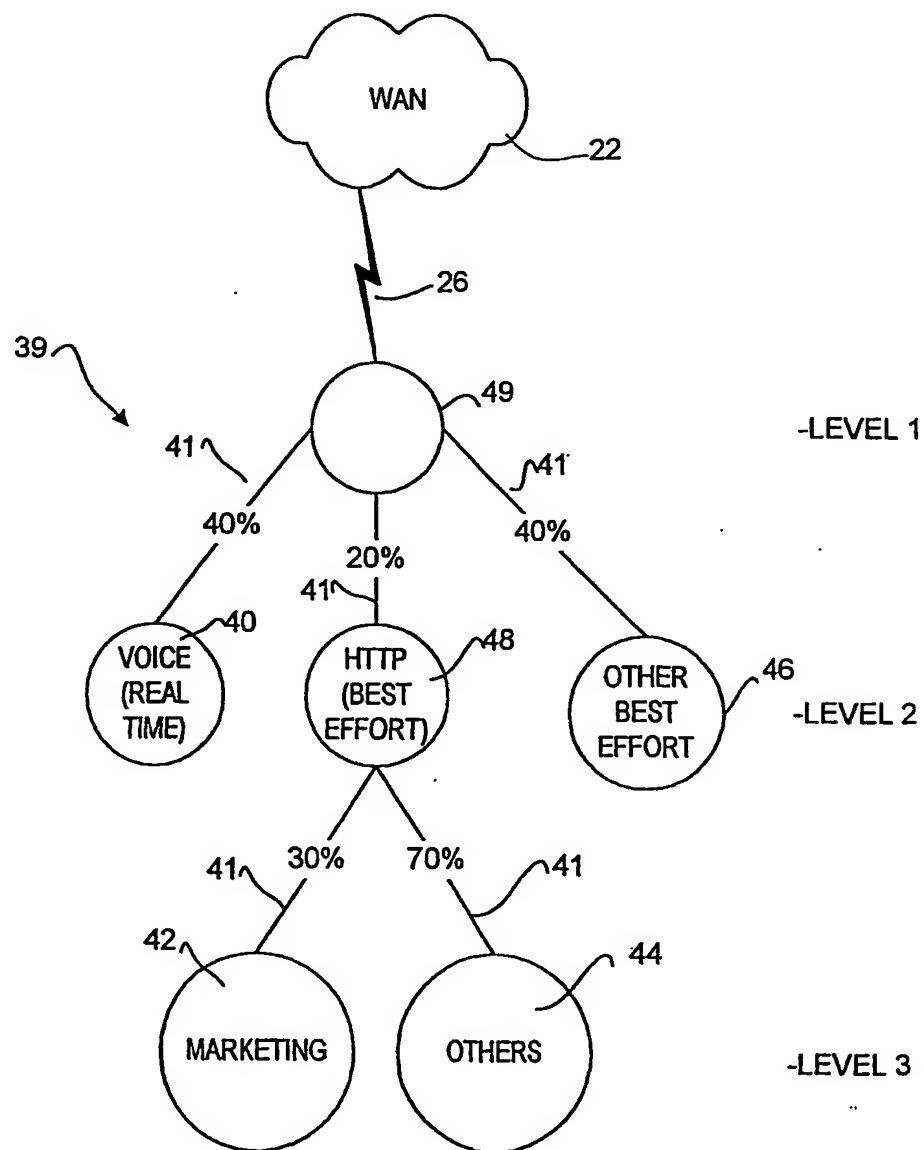 WAN
22
26
39
49
-LEVEL 1
41
41
40%
20%
40%
41
40
VOICE
(REAL
TIME)
HTTP
(BEST
EFFORT)
48
OTHER
BEST
EFFORT
46
-LEVEL 2
30%
70%
41
41
42
44
MARKETING
OTHERS
-LEVEL 3